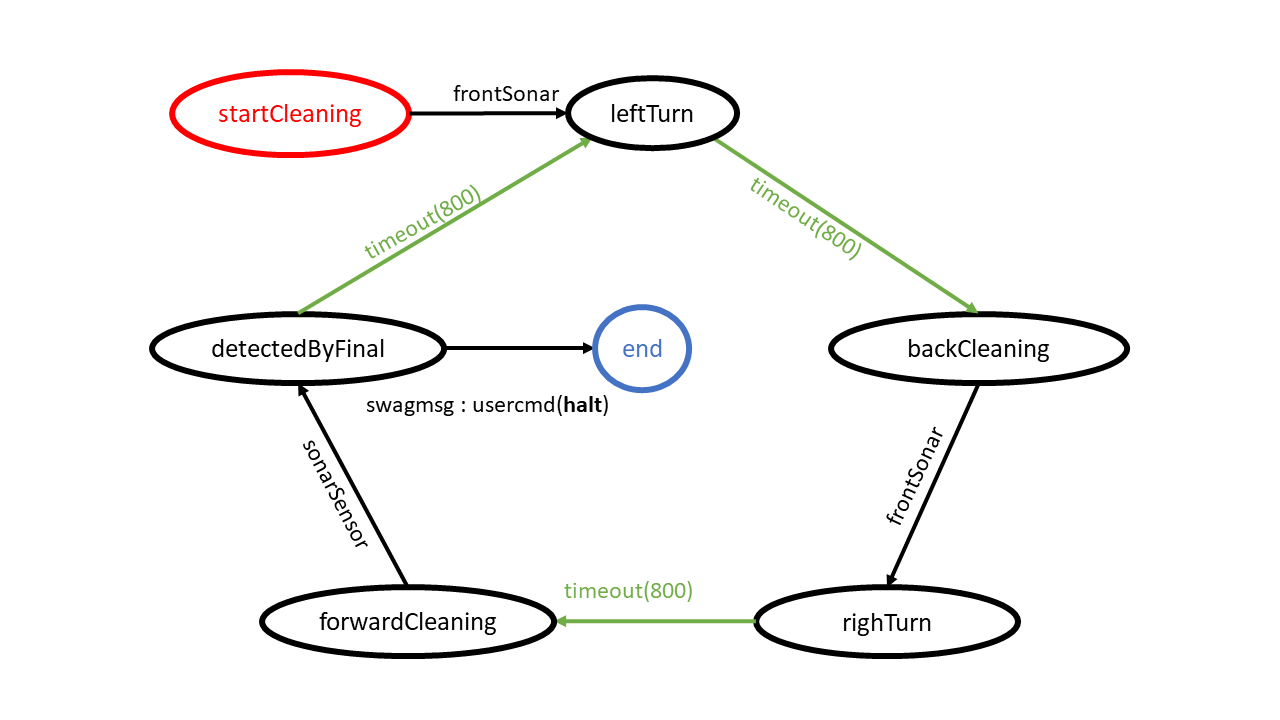 startCleaning
frontSonar
leftTurn
timeout(800)
timeout(800)
detectedByFinal
end
backCleaning
swagmsg : usercmd(halt)
sonarSensor
frontSonar
forwardCleaning
timeout(800)
righTurn